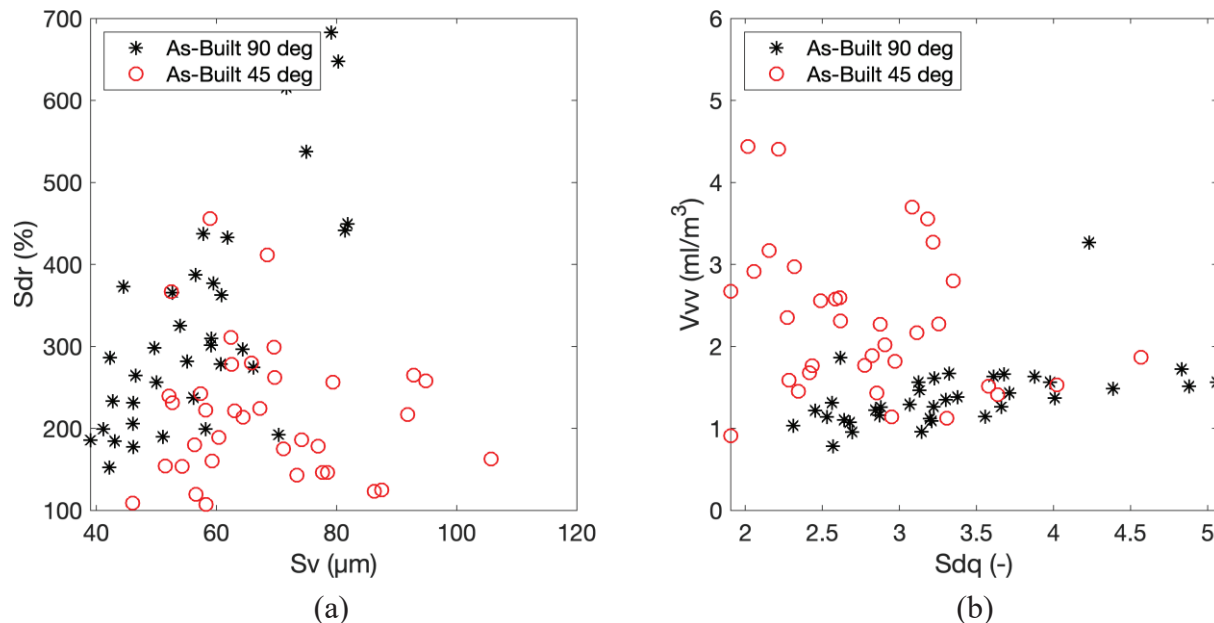 700
600
500
400
300
200
100
Sdr (%)
As-Built 90 deg
As-Built 45 deg
40 60 80 100 120
Sv (µm)
(a)
6
5
4
3
2
1
0
Vvv (ml/m³)
As-Built 90 deg
As-Built 45 deg
2 2.5 3 3.5 4 4.5 5
Sdq (-)
(b)